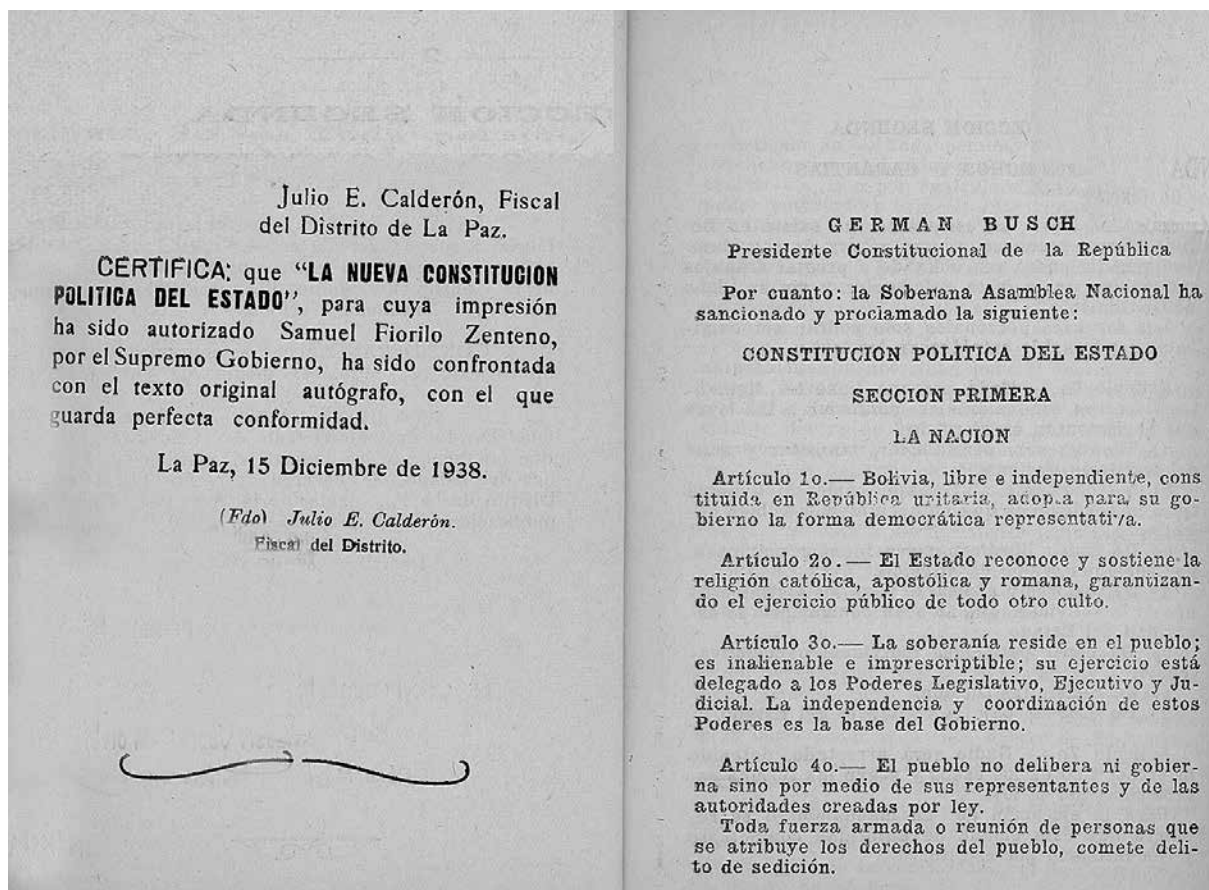 Julio E. Calderón, Fiscal
del Distrito de La Paz.
CERTIFICA: que "LA NUEVA CONSTITUCION
POLITICA DEL ESTADO", para cuya impresión
ha sido autorizado Samuel Fiorilo Zenteno,
por el Supremo Gobierno, ha sido confrontada
con el texto original autógrafo, con el que
guarda perfecta conformidad.
La Paz, 15 Diciembre de 1938.
(Fdo) Julio E. Calderón.
Fiscal del Distrito.
GERMAN BUSCH
Presidente Constitucional de la República
Por cuanto: la Soberana Asamblea Nacional ha
sancionado y proclamado la siguiente:
CONSTITUCION POLITICA DEL ESTADO
SECCION PRIMERA
LA NACION
Artículo 1o.— Bolivia, libre e independiente, cons
tituida en República unitaria, adopta para su go-
bierno la forma democrática representativa.
Artículo 2o.— El Estado reconoce y sostiene la
religión católica, apostólica y romana, garantizan-
do el ejercicio público de todo otro culto.
Artículo 3o.— La soberanía reside en el pueblo;
es inalienable e imprescriptible; su ejercicio está
delegado a los Poderes Legislativo, Ejecutivo y Ju-
dicial. La independencia y coordinación de estos
Poderes es la base del Gobierno.
Artículo 4o.— El pueblo no delibera ni gobier-
na sino por medio de sus representantes y de las
autoridades creadas por ley.
Toda fuerza armada o reunión de personas que
se atribuye los derechos del pueblo, comete deli-
to de sedición.